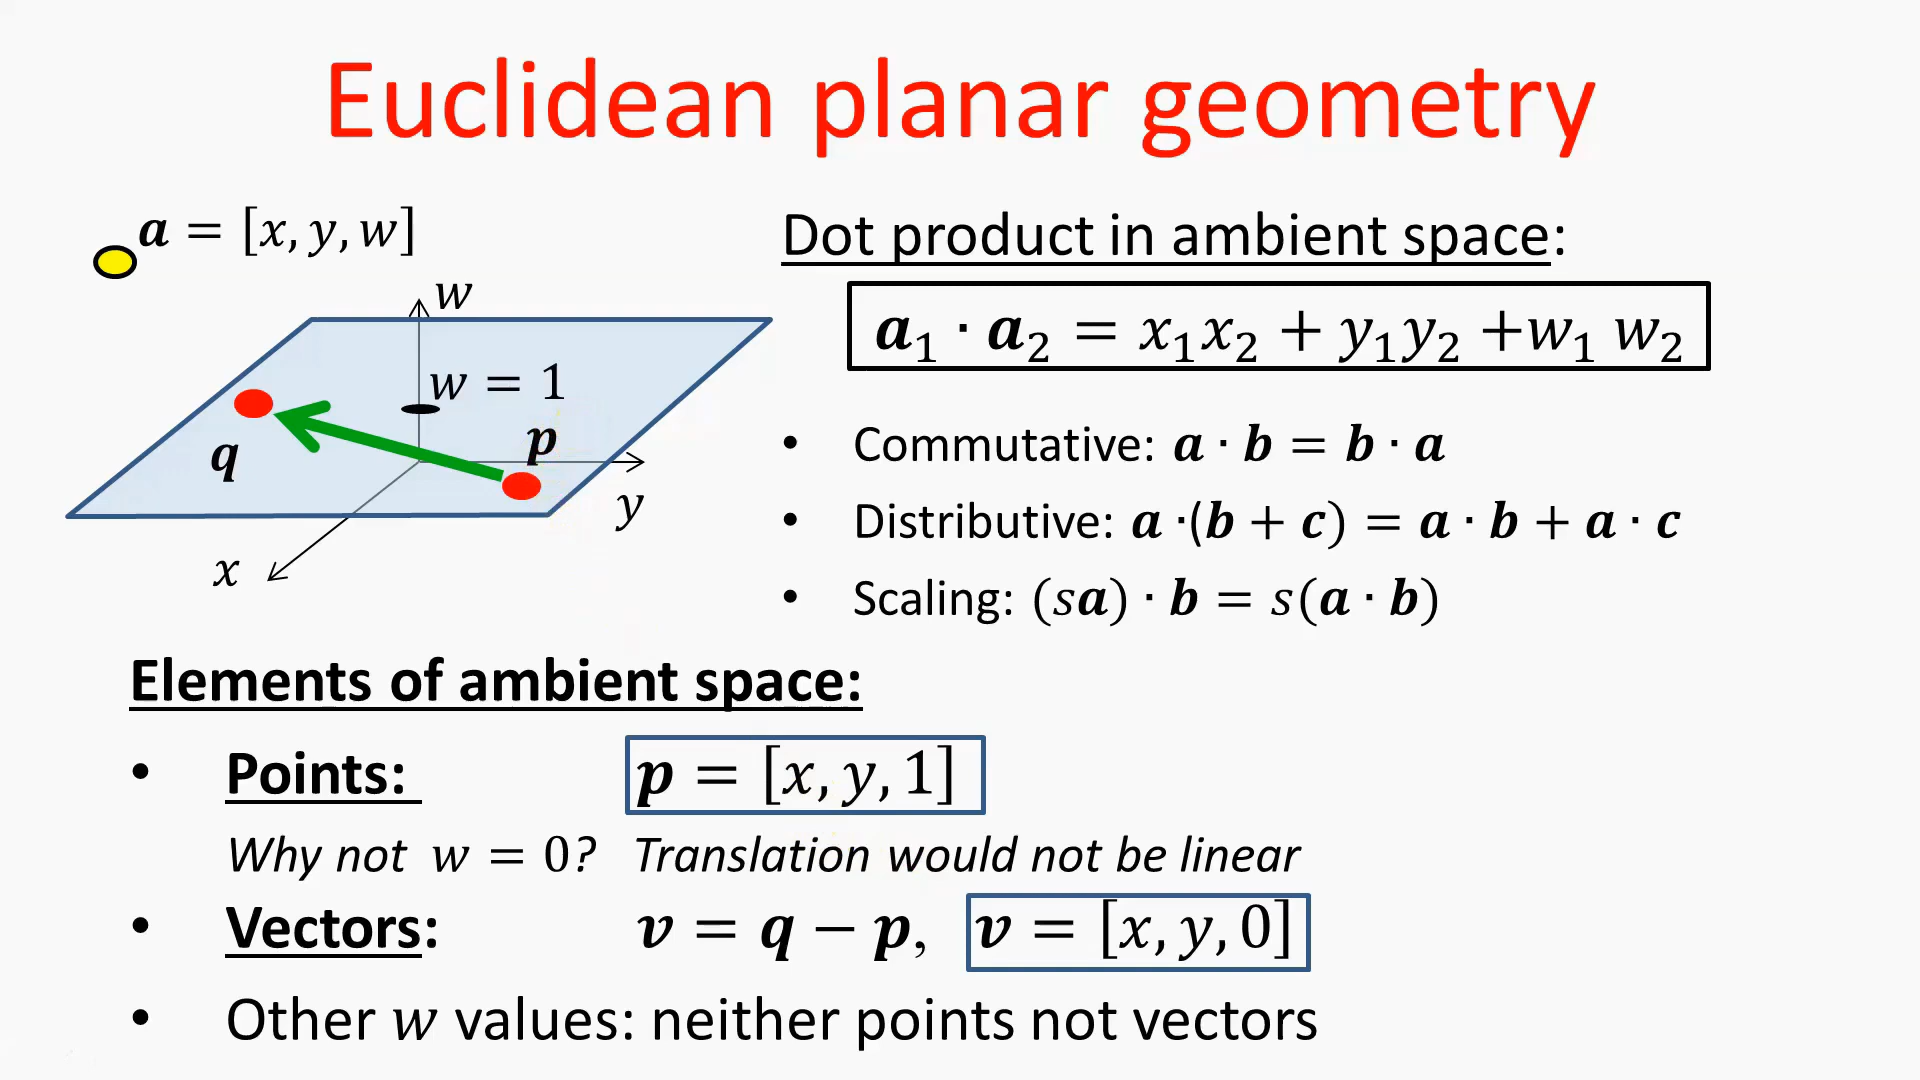 Euclidean planar geometry
𝒂 = [x, y, w]
w
w = 1
p
q
y
x
Dot product in ambient space:
𝒂₁ · 𝒂₂ = x₁x₂ + y₁y₂ +w₁ w₂
• Commutative: 𝒂 · 𝒃 = 𝒃 · 𝒂
• Distributive: 𝒂 ·(𝒃 + 𝒄) = 𝒂 · 𝒃 + 𝒂 · 𝒄
• Scaling: (s𝒂) · 𝒃 = s(𝒂 · 𝒃)
Elements of ambient space:
• Points: 𝒑 = [x, y, 1]
Why not w = 0? Translation would not be linear
• Vectors: 𝒗 = 𝒒 − 𝒑, 𝒗 = [x, y, 0]
• Other w values: neither points not vectors